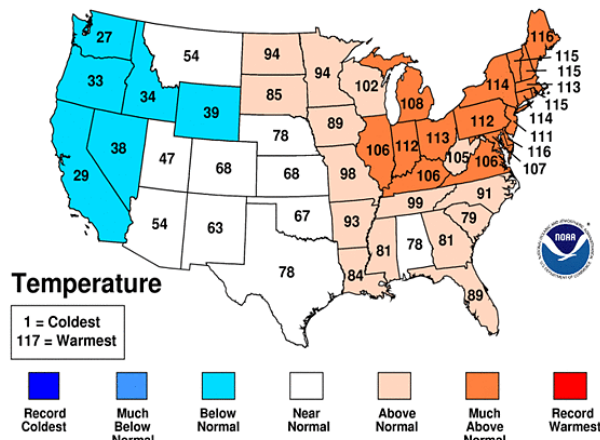 27
54
94
94
116
33
34
39
85
102
108
114
115
115
113
115
114
111
116
107
29
38
47
68
78
89
106
112
113
112
105
106
106
68
98
54
63
67
93
99
91
79
78
81
78
81
84
89
NOAA
Temperature
1 = Coldest
117 = Warmest
Record
Coldest
Much
Below
Normal
Below
Normal
Near
Normal
Above
Normal
Much
Above
Normal
Record
Warmest